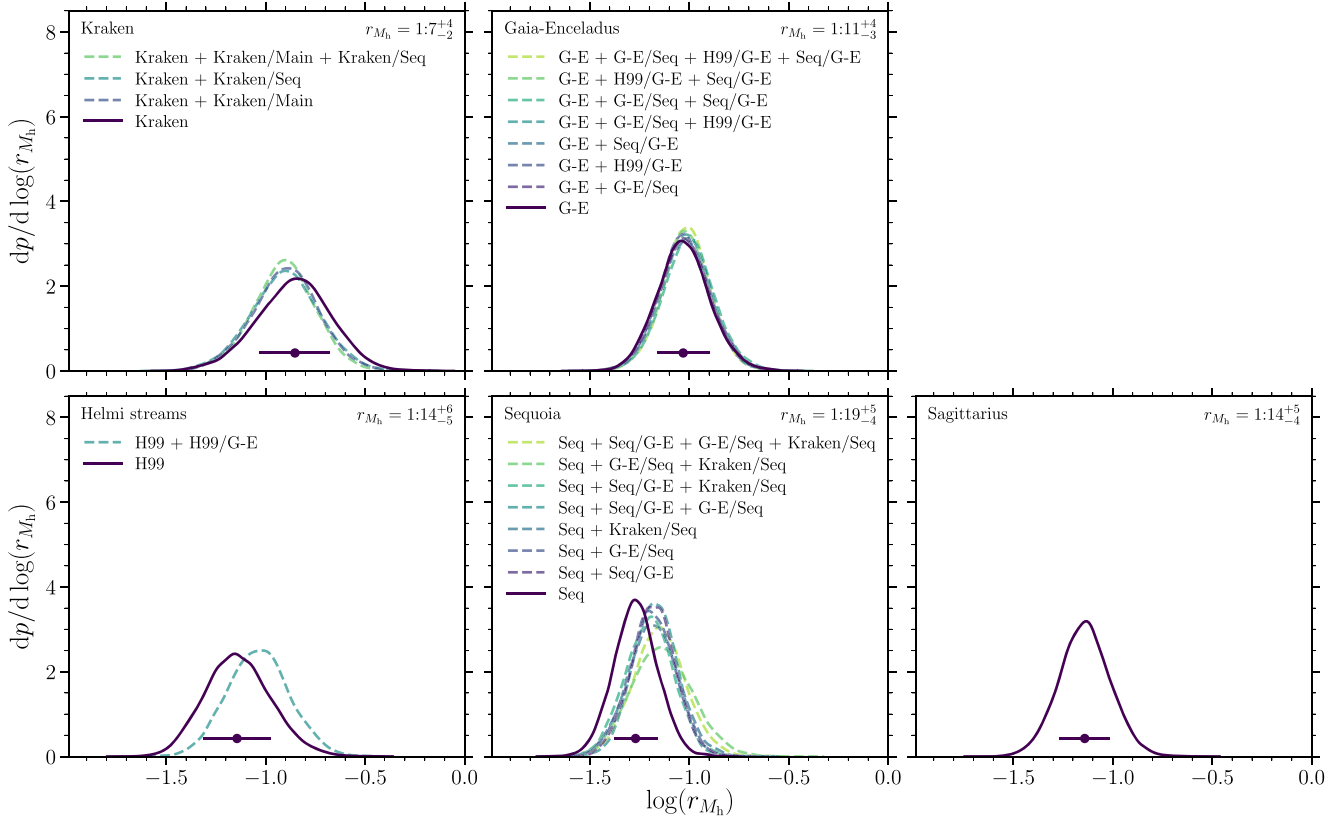 Kraken
r_{M_h} = 1:7^{+4}_{-2}
Kraken + Kraken/Main + Kraken/Seq
Kraken + Kraken/Seq
Kraken + Kraken/Main
Kraken
8
6
4
2
0
dp/d log(r_{M_h})
Gaia-Enceladus
r_{M_h} = 1:11^{+4}_{-3}
G-E + G-E/Seq + H99/G-E + Seq/G-E
G-E + H99/G-E + Seq/G-E
G-E + G-E/Seq + Seq/G-E
G-E + G-E/Seq + H99/G-E
G-E + Seq/G-E
G-E + H99/G-E
G-E + G-E/Seq
G-E
Helmi streams
r_{M_h} = 1:14^{+6}_{-5}
H99 + H99/G-E
H99
8
6
4
2
0
dp/d log(r_{M_h})
−1.5 −1.0 −0.5 0.0
Sequoia
r_{M_h} = 1:19^{+5}_{-4}
Seq + Seq/G-E + G-E/Seq + Kraken/Seq
Seq + G-E/Seq + Kraken/Seq
Seq + Seq/G-E + Kraken/Seq
Seq + Seq/G-E + G-E/Seq
Seq + Kraken/Seq
Seq + G-E/Seq
Seq + Seq/G-E
Seq
−1.5 −1.0 −0.5 0.0
log(r_{M_h})
Sagittarius
r_{M_h} = 1:14^{+5}_{-4}
−1.5 −1.0 −0.5 0.0